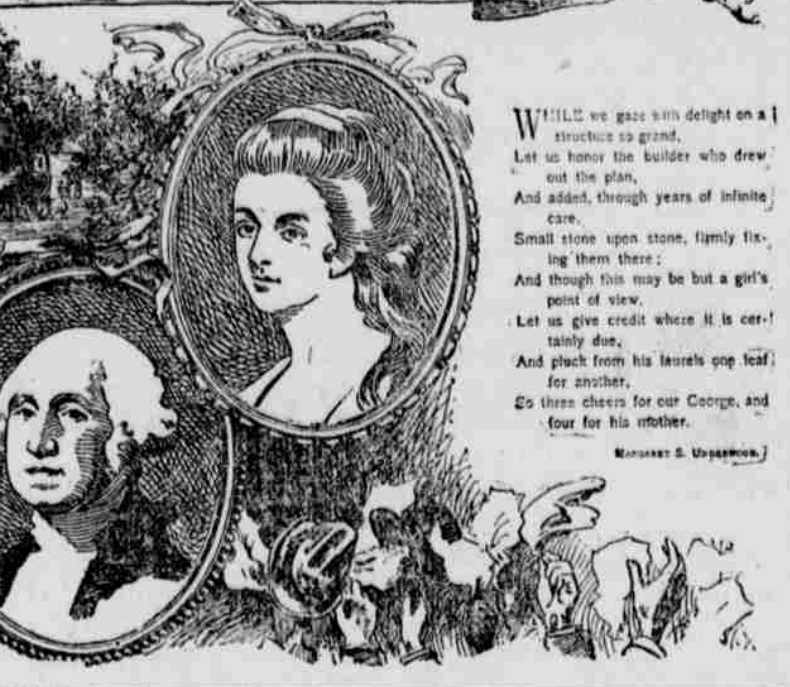 WHILE we gaze with delight on a
structure so grand,
Let us honor the builder who drew
out the plan,
And added, through years of infinite
care,
Small stone upon stone, firmly fix-
ing them there;
And though this may be but a girl's
point of view,
Let us give credit where it is cer-
tainly due,
And pluck from his laurels one leaf
for another,
So three cheers for our George, and
four for his mother.
MARGARET S. UNDERWOOD.